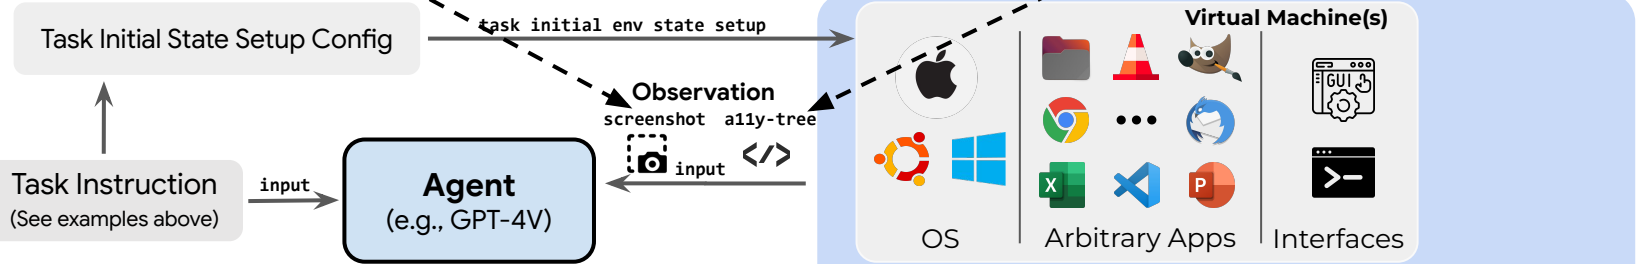 Task Initial State Setup Config
task initial env state setup
Virtual Machine(s)
Observation
screenshot a11y-tree
input
Task Instruction
(See examples above)
input
Agent
(e.g., GPT-4V)
GUI
X
P
OS
Arbitrary Apps
Interfaces